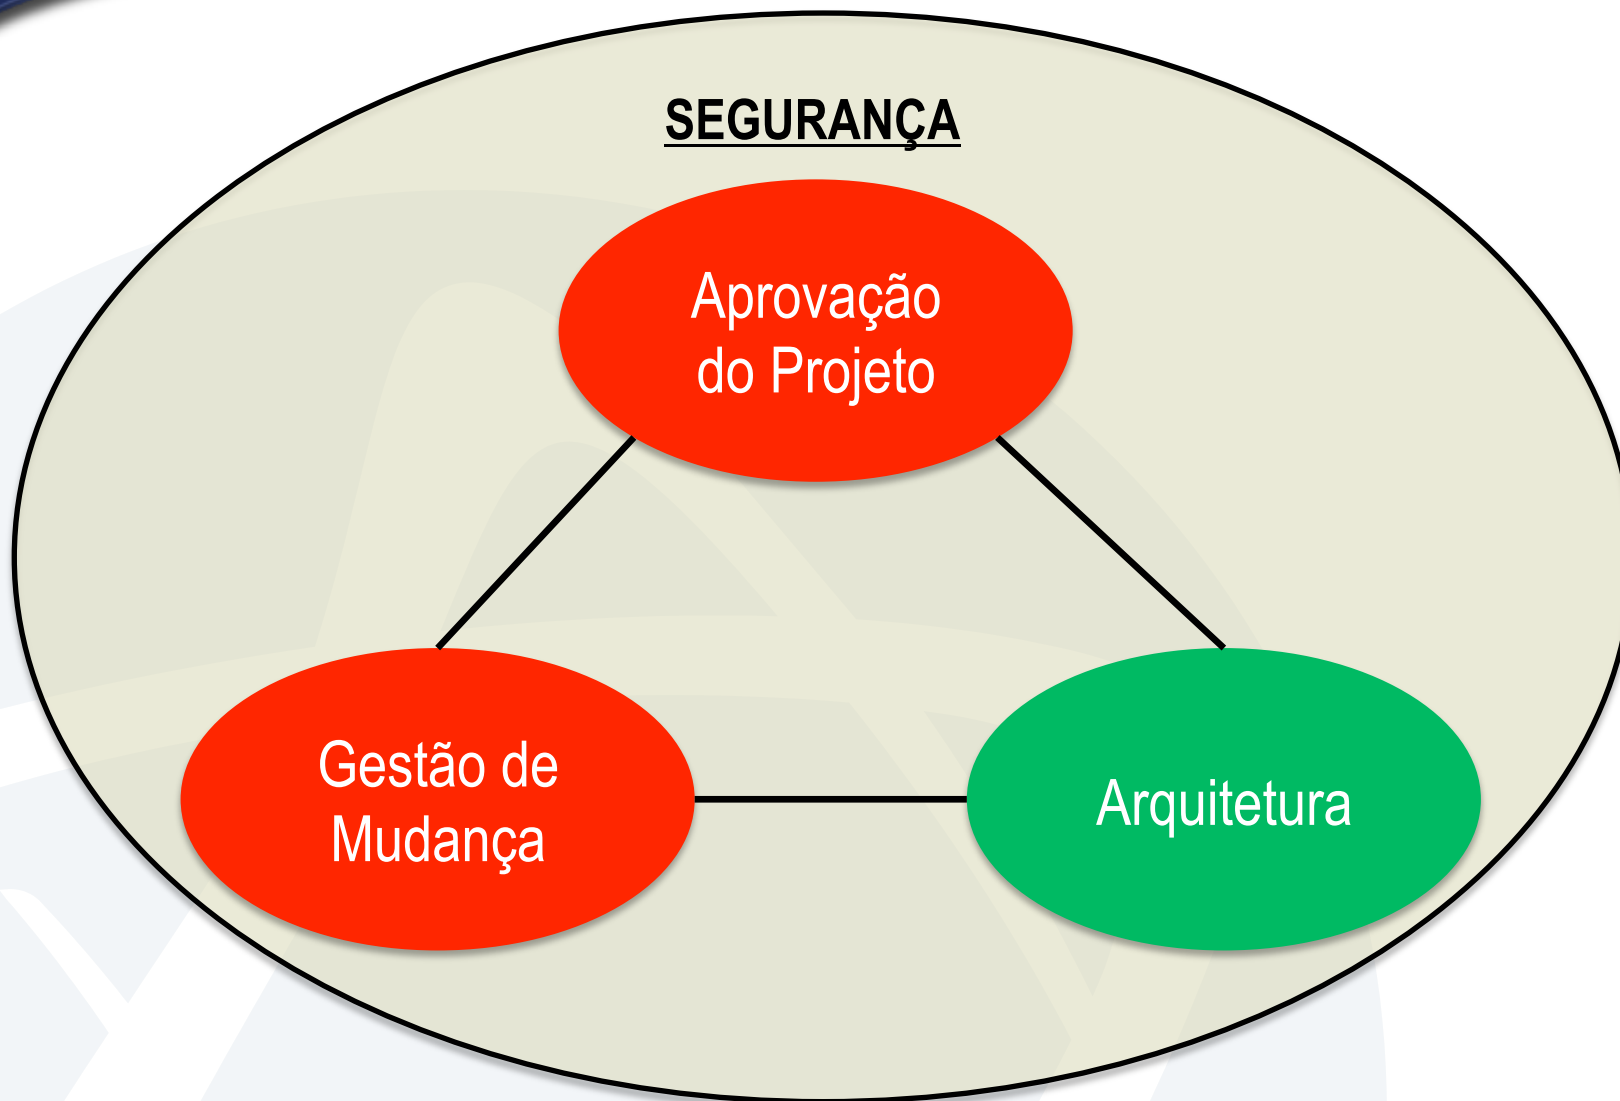 SEGURANÇA
Aprovação
do Projeto
Gestão de
Mudança
Arquitetura